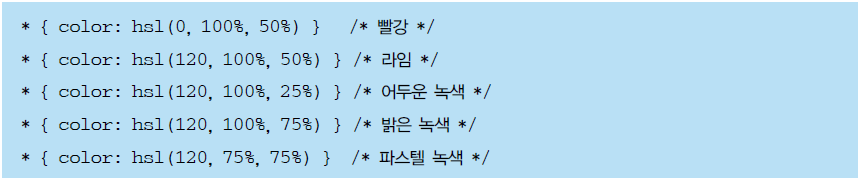 * { color: hsl(0, 100%, 50%) } /* 빨강 */
* { color: hsl(120, 100%, 50%) } /* 라임 */
* { color: hsl(120, 100%, 25%) } /* 어두운 녹색 */
* { color: hsl(120, 100%, 75%) } /* 밝은 녹색 */
* { color: hsl(120, 75%, 75%) } /* 파스텔 녹색 */